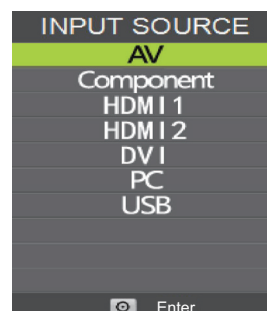 INPUT SOURCE
AV
Component
HDMI 1
HDMI 2
DVI
PC
USB
Enter